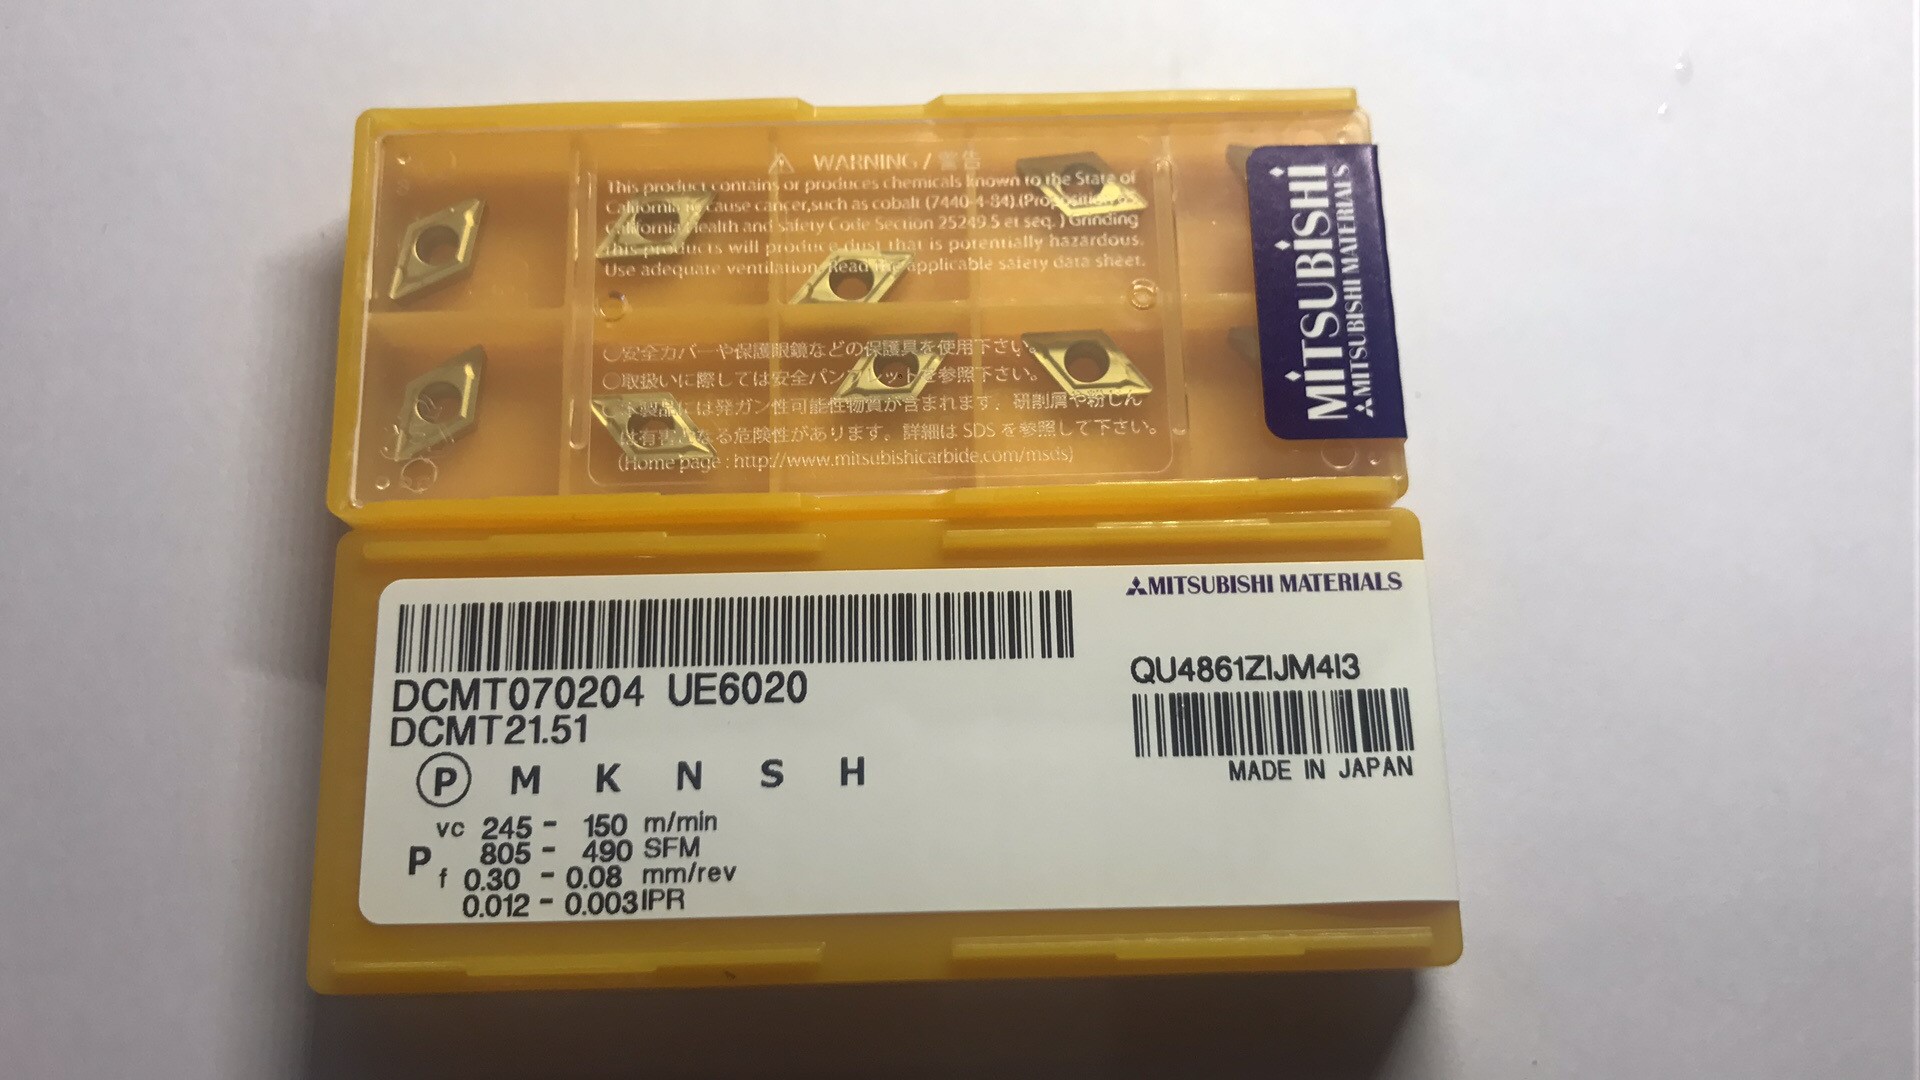 WARNING / 警告
This product contains or produces chemicals known to the State of
California to cause cancer,such as cobalt (7440-4-84).(Proposition 65
California Health and safety Code Section 25249 5 et seq. ) Grinding
this products will produce dust that is potentially hazardous.
Use adequate ventilation. Read the applicable safety data sheet.
○安全カバーや保護眼鏡などの保護具を使用下さい。
○取扱いに際しては安全パンフレットを参照下さい。
○本製品には発ガン性可能性物質が含まれます。研削屑や粉じん
は有害となる危険性があります。詳細は SDS を参照して下さい。
(Home page : http://www.mitsubishicarbide.com/msds)
MITSUBISHI
MITSUBISHI MATERIALS
MITSUBISHI MATERIALS
DCMT070204 UE6020
DCMT21.51
QU4861ZIJM4I3
MADE IN JAPAN
P M K N S H
P
vc 245 - 150 m/min
805 - 490 SFM
f 0.30 - 0.08 mm/rev
0.012 - 0.003 IPR